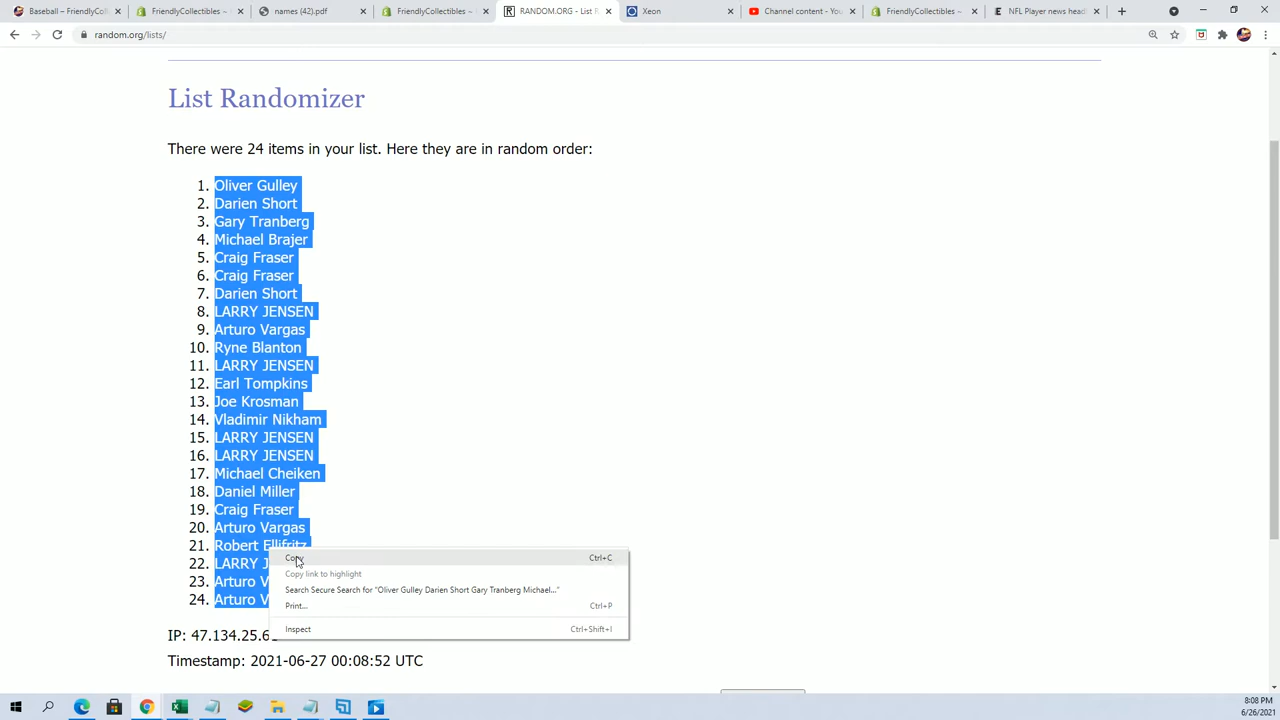 Baseball – FriendlyColl
FriendlyCollectibles ~
names (42).pdf
FriendlyCollectibles ~
RANDOM.ORG - List R
Xeon
Channel content - You
FriendlyCollectibles ~
NFL Player news head
random.org/lists/
List Randomizer
There were 24 items in your list. Here they are in random order:
1. Oliver Gulley
2. Darien Short
3. Gary Tranberg
4. Michael Brajer
5. Craig Fraser
6. Craig Fraser
7. Darien Short
8. LARRY JENSEN
9. Arturo Vargas
10. Ryne Blanton
11. LARRY JENSEN
12. Earl Tompkins
13. Joe Krosman
14. Vladimir Nikham
15. LARRY JENSEN
16. LARRY JENSEN
17. Michael Cheiken
18. Daniel Miller
19. Craig Fraser
20. Arturo Vargas
21. Robert Ellifritz
22. LARRY J
23. Arturo V
24. Arturo V
Copy Ctrl+C
Copy link to highlight
Search Secure Search for "Oliver Gulley Darien Short Gary Tranberg Michael..."
Print... Ctrl+P
Inspect Ctrl+Shift+I
IP: 47.134.25.6
Timestamp: 2021-06-27 00:08:52 UTC
8:08 PM
6/26/2021